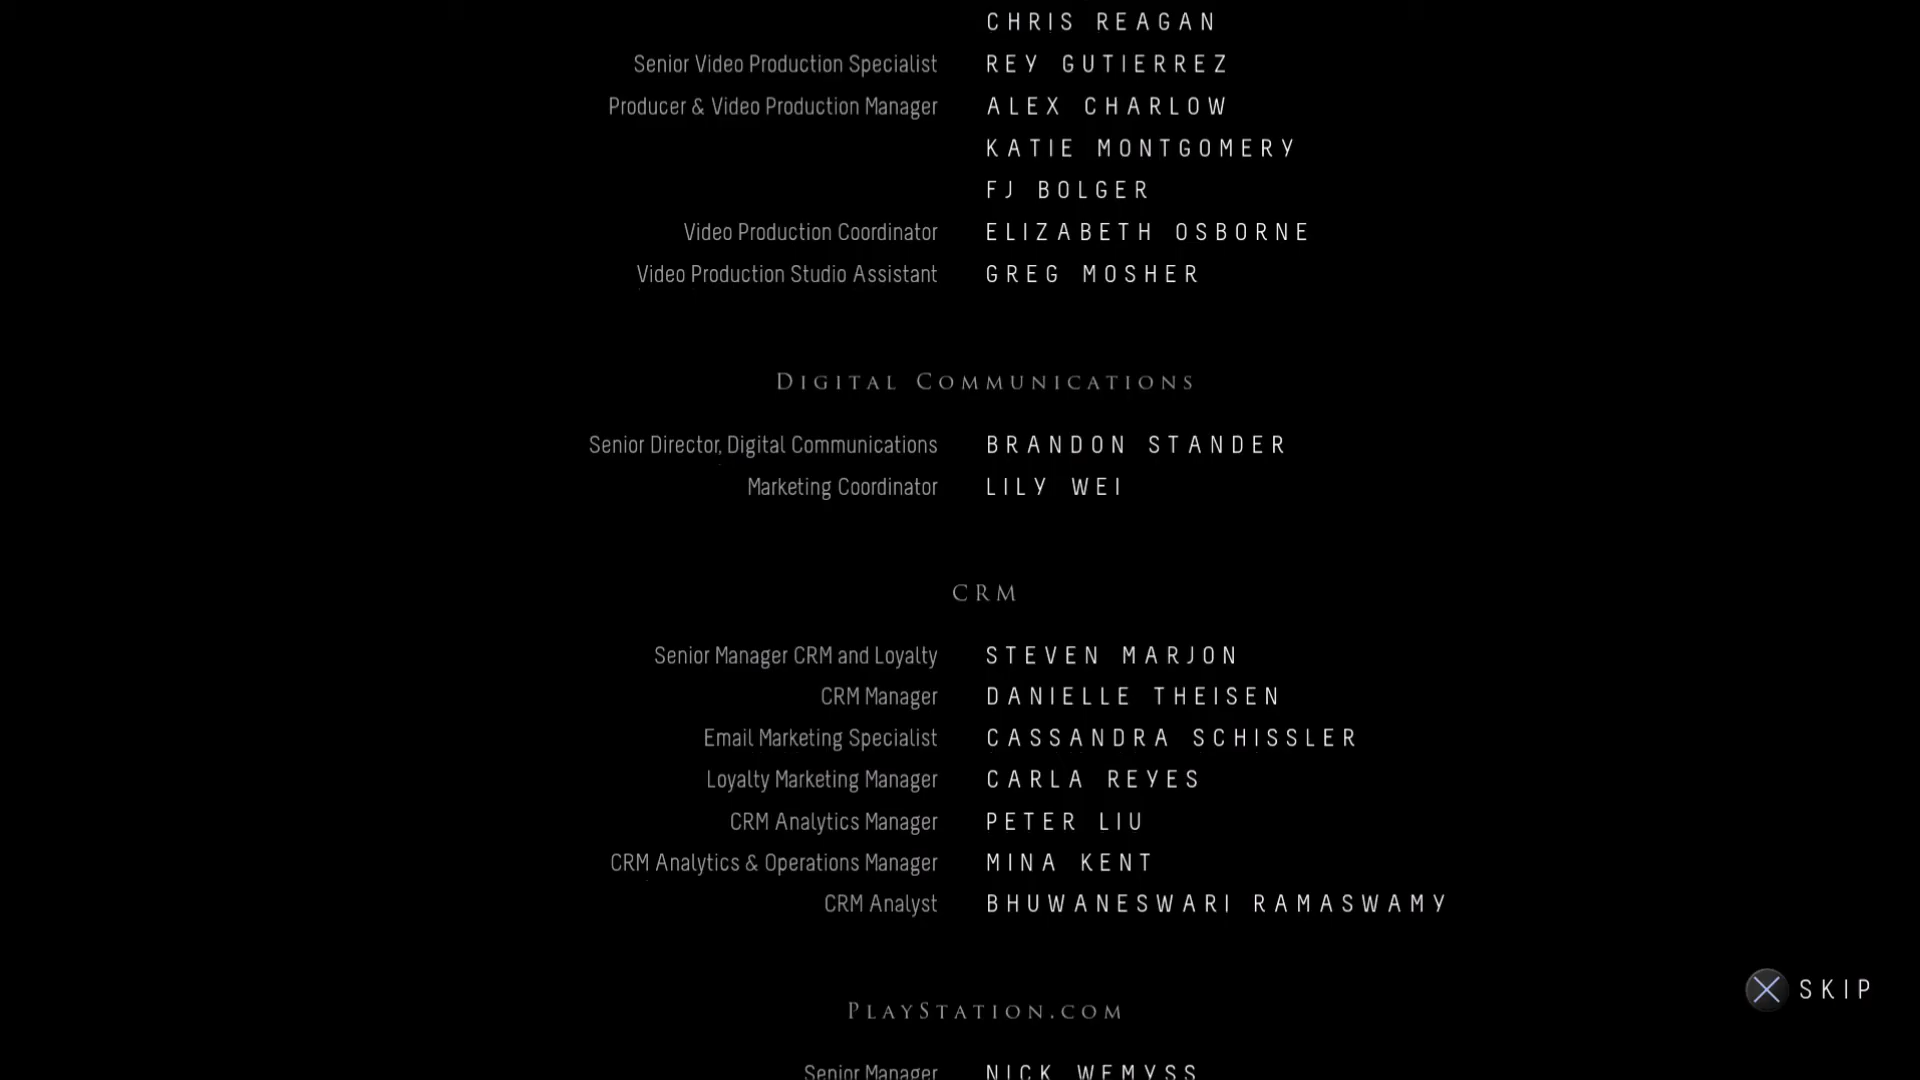 CHRIS REAGAN
Senior Video Production Specialist REY GUTIERREZ
Producer & Video Production Manager ALEX CHARLOW
KATIE MONTGOMERY
FJ BOLGER
Video Production Coordinator ELIZABETH OSBORNE
Video Production Studio Assistant GREG MOSHER
DIGITAL COMMUNICATIONS
Senior Director, Digital Communications BRANDON STANDER
Marketing Coordinator LILY WEI
CRM
Senior Manager CRM and Loyalty STEVEN MARJON
CRM Manager DANIELLE THEISEN
Email Marketing Specialist CASSANDRA SCHISSLER
Loyalty Marketing Manager CARLA REYES
CRM Analytics Manager PETER LIU
CRM Analytics & Operations Manager MINA KENT
CRM Analyst BHUWANESWARI RAMASWAMY
SKIP
PLAYSTATION.COM
Senior Manager NICK WEMYSS